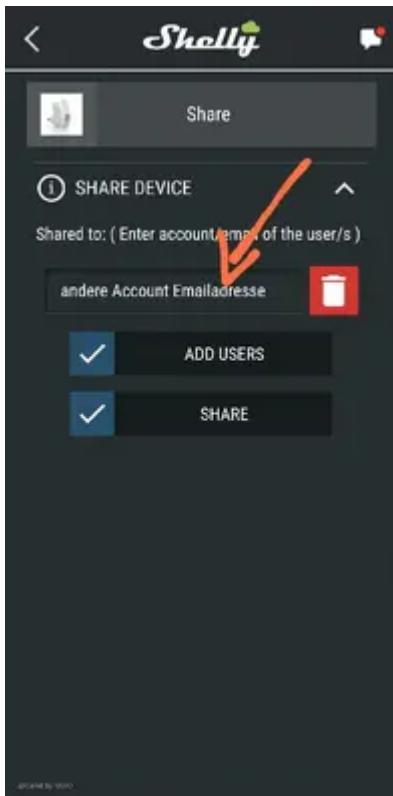 Shelly
Share
SHARE DEVICE
Shared to: ( Enter account/email of the user/s )
andere Account Emailadresse
ADD USERS
SHARE